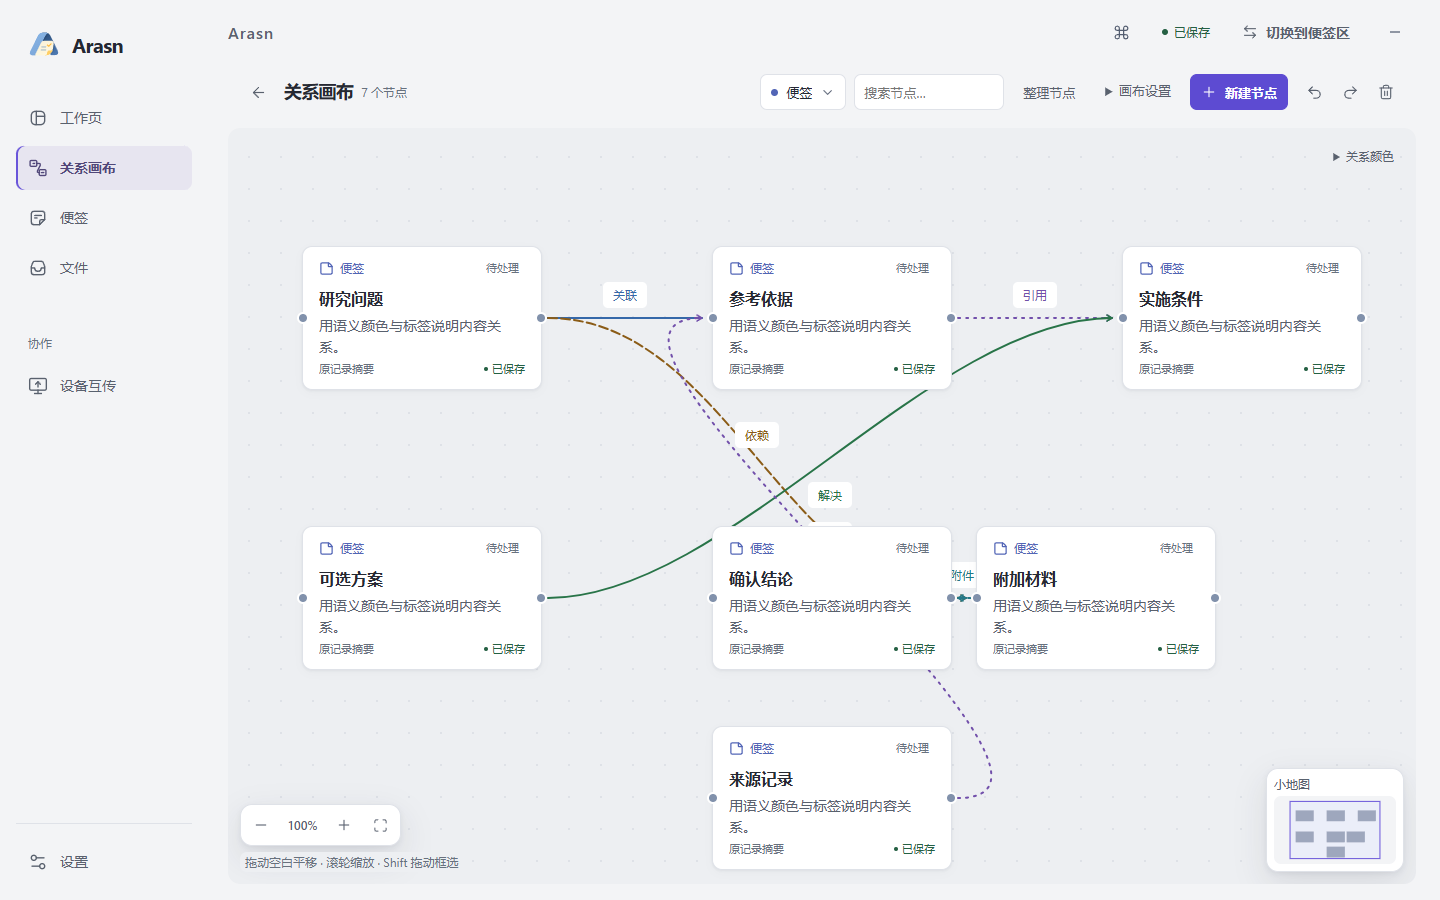 Arasn
工作页
关系画布
便签
文件
协作
设备互传
设置
Arasn
已保存
切换到便签区
关系画布
7 个节点
便签
搜索节点...
整理节点
画布设置
新建节点
关系颜色
便签
待处理
研究问题
用语义颜色与标签说明内容关
系。
原记录摘要
已保存
关联
便签
待处理
参考依据
用语义颜色与标签说明内容关
系。
原记录摘要
已保存
引用
便签
待处理
实施条件
用语义颜色与标签说明内容关
系。
原记录摘要
已保存
依赖
解决
便签
待处理
可选方案
用语义颜色与标签说明内容关
系。
原记录摘要
已保存
便签
待处理
确认结论
用语义颜色与标签说明内容关
系。
原记录摘要
已保存
附件
便签
待处理
附加材料
用语义颜色与标签说明内容关
系。
原记录摘要
已保存
便签
待处理
来源记录
用语义颜色与标签说明内容关
系。
原记录摘要
已保存
100%
拖动空白平移 · 滚轮缩放 · Shift 拖动框选
小地图